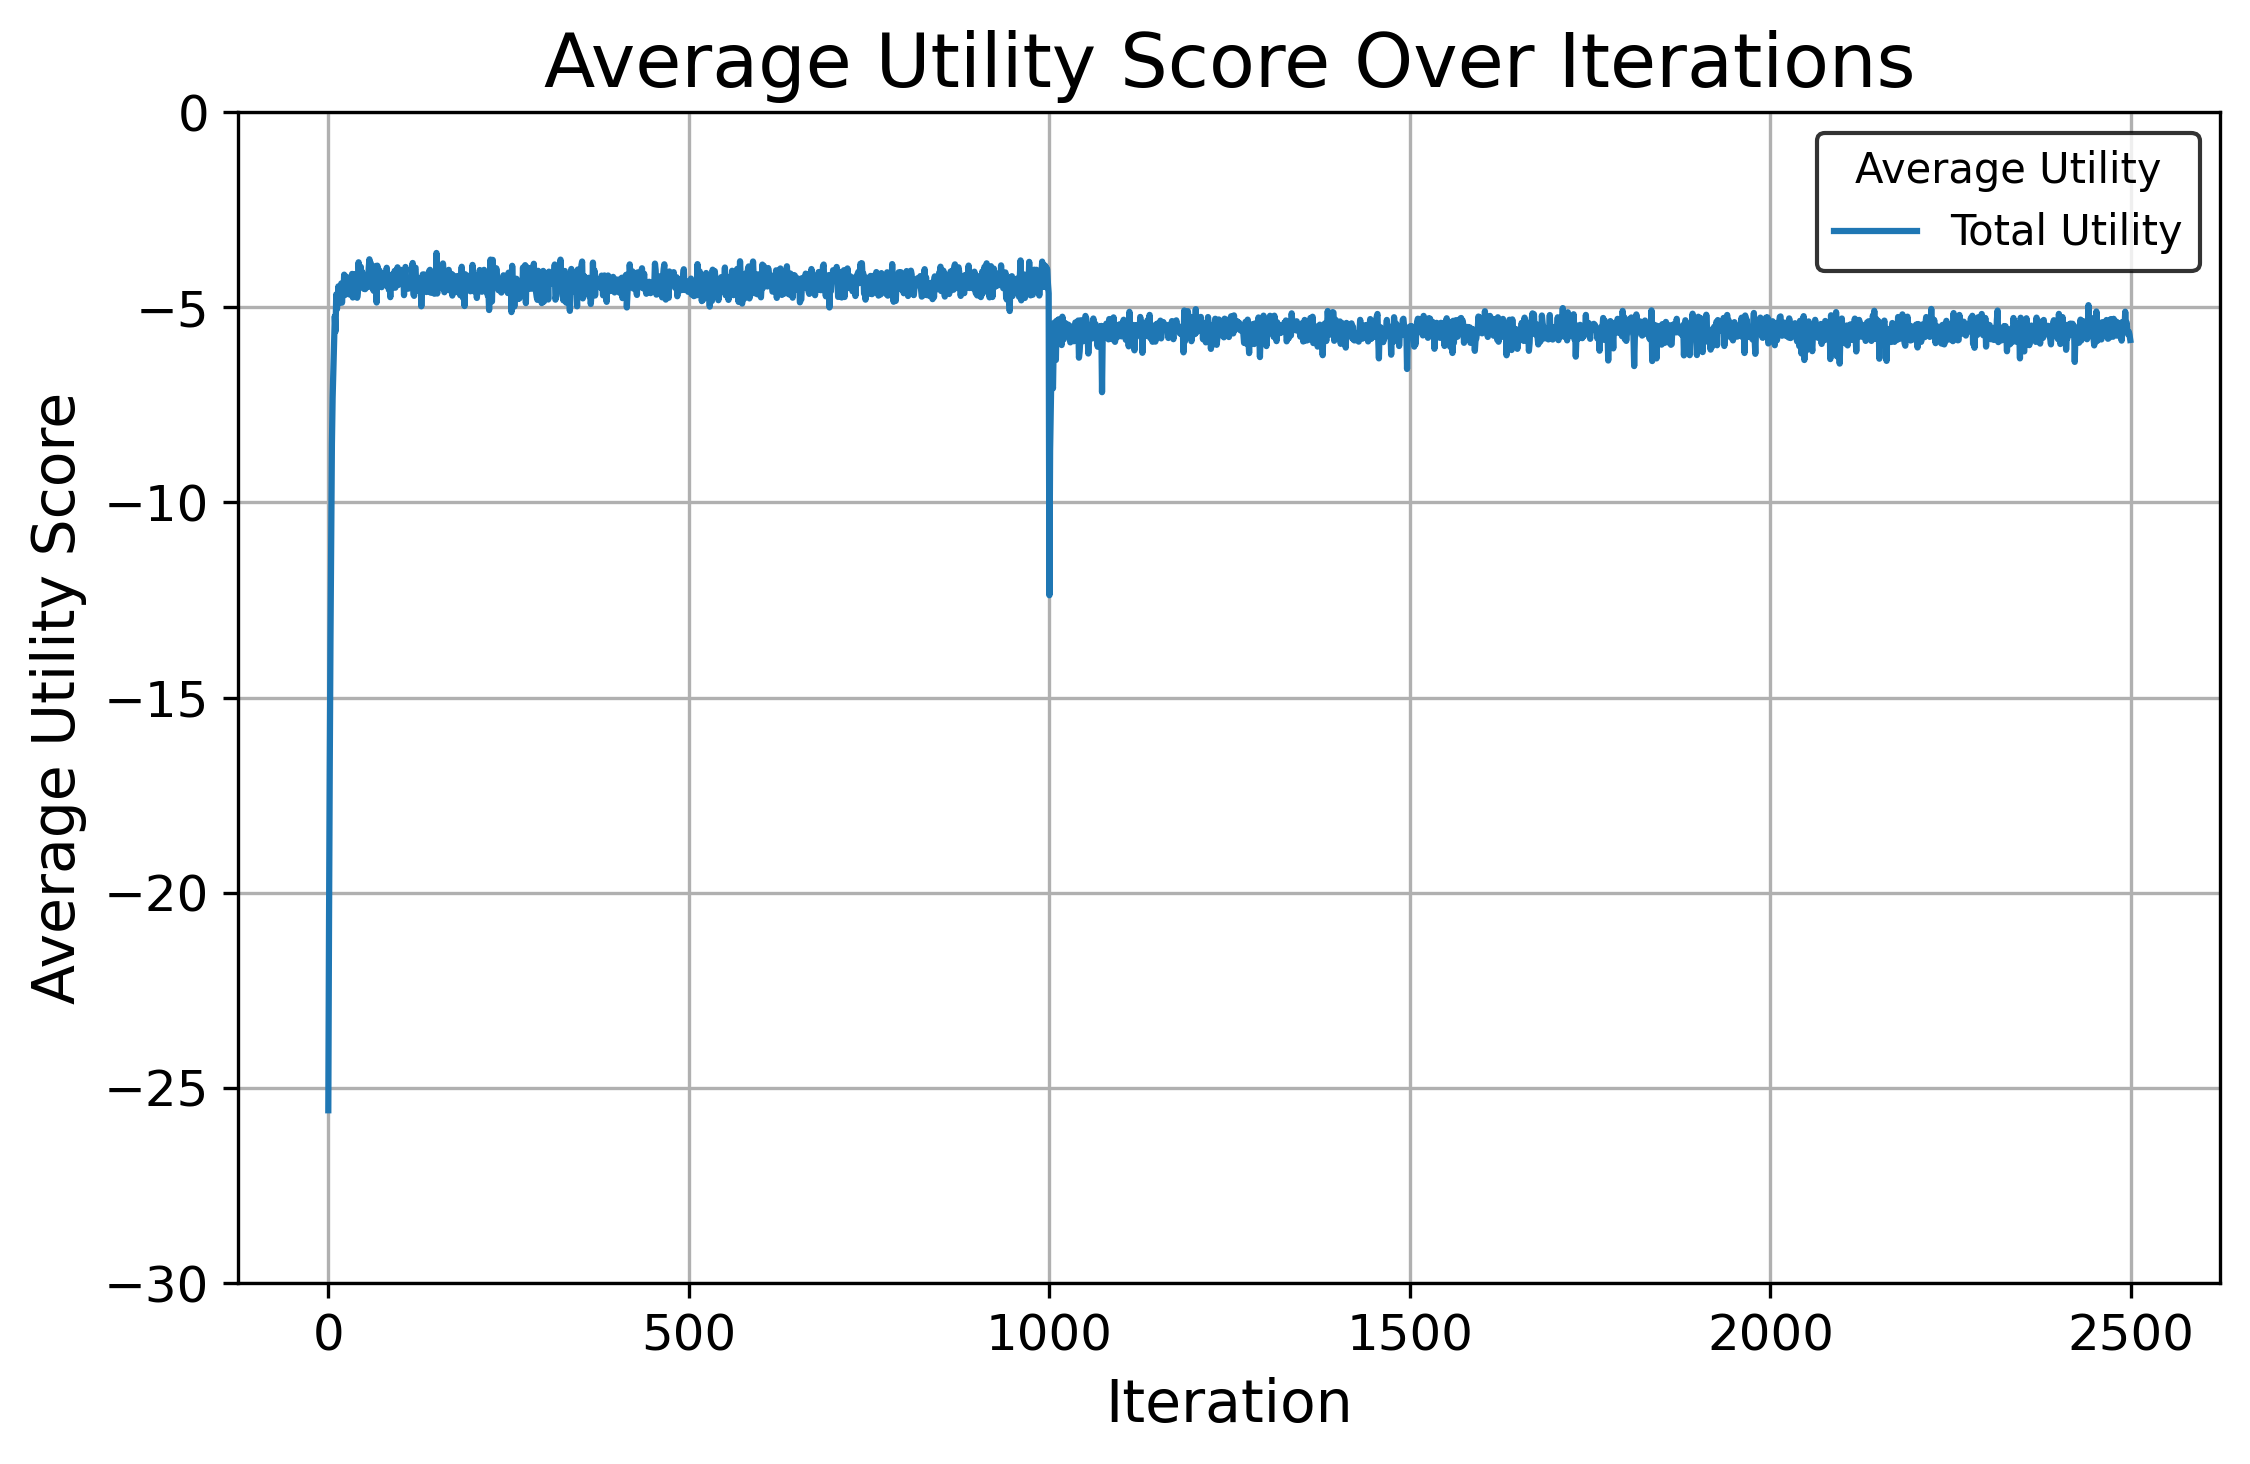 Average Utility Score Over Iterations
Average Utility Score
0
−5
−10
−15
−20
−25
−30
Average Utility
Total Utility
0 500 1000 1500 2000 2500
Iteration